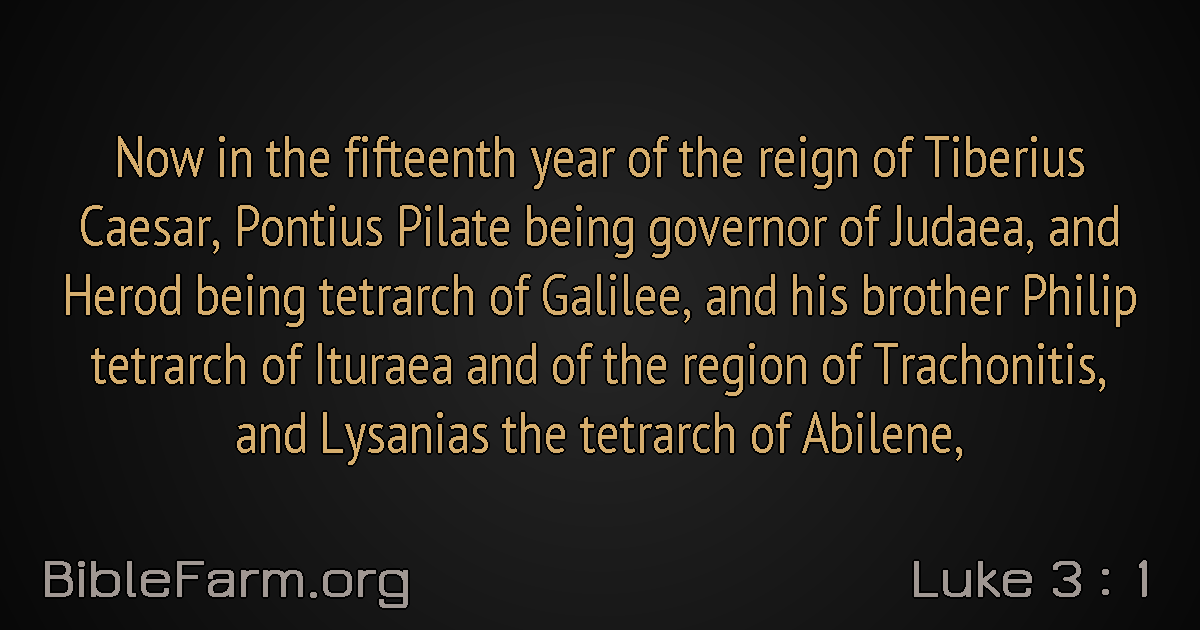 Now in the fifteenth year of the reign of Tiberius
Caesar, Pontius Pilate being governor of Judaea, and
Herod being tetrarch of Galilee, and his brother Philip
tetrarch of Ituraea and of the region of Trachonitis,
and Lysanias the tetrarch of Abilene,
BibleFarm.org
Luke 3 : 1